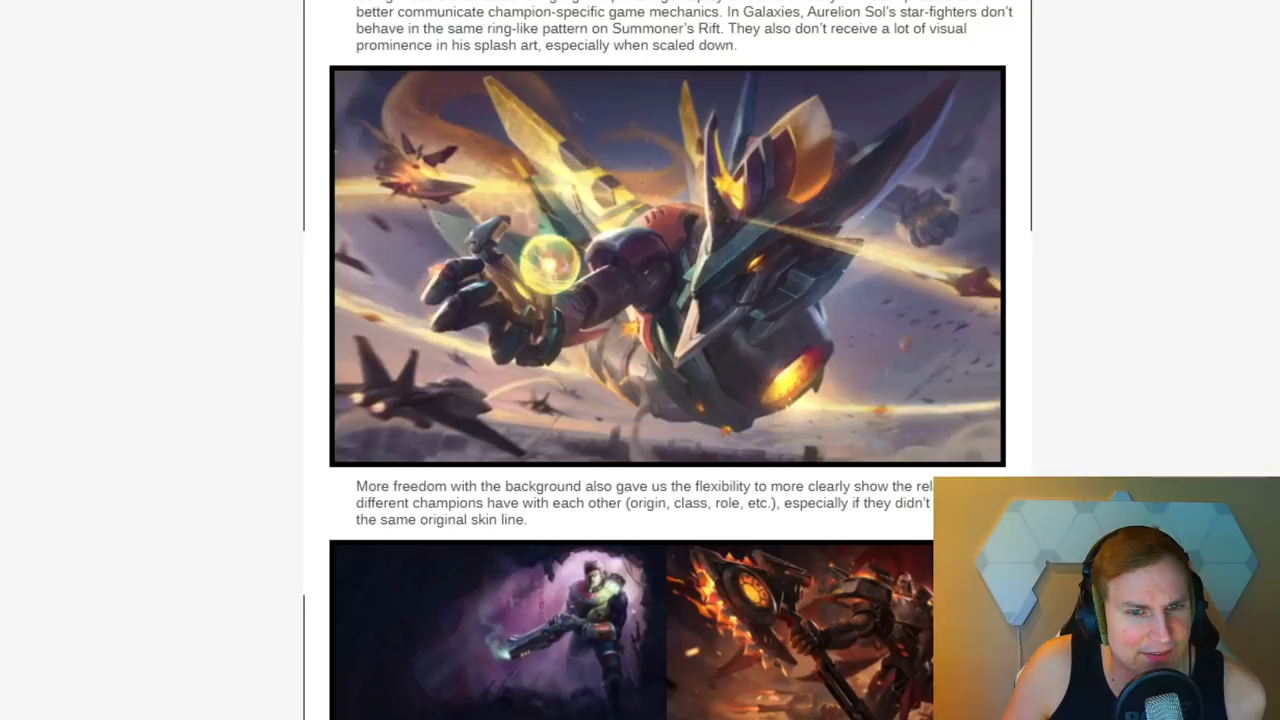 better communicate champion-specific game mechanics. In Galaxies, Aurelion Sol's star-fighters don't
behave in the same ring-like pattern on Summoner's Rift. They also don't receive a lot of visual
prominence in his splash art, especially when scaled down.
More freedom with the background also gave us the flexibility to more clearly show the
different champions have with each other (origin, class, role, etc.), especially if they didn't
the same original skin line.